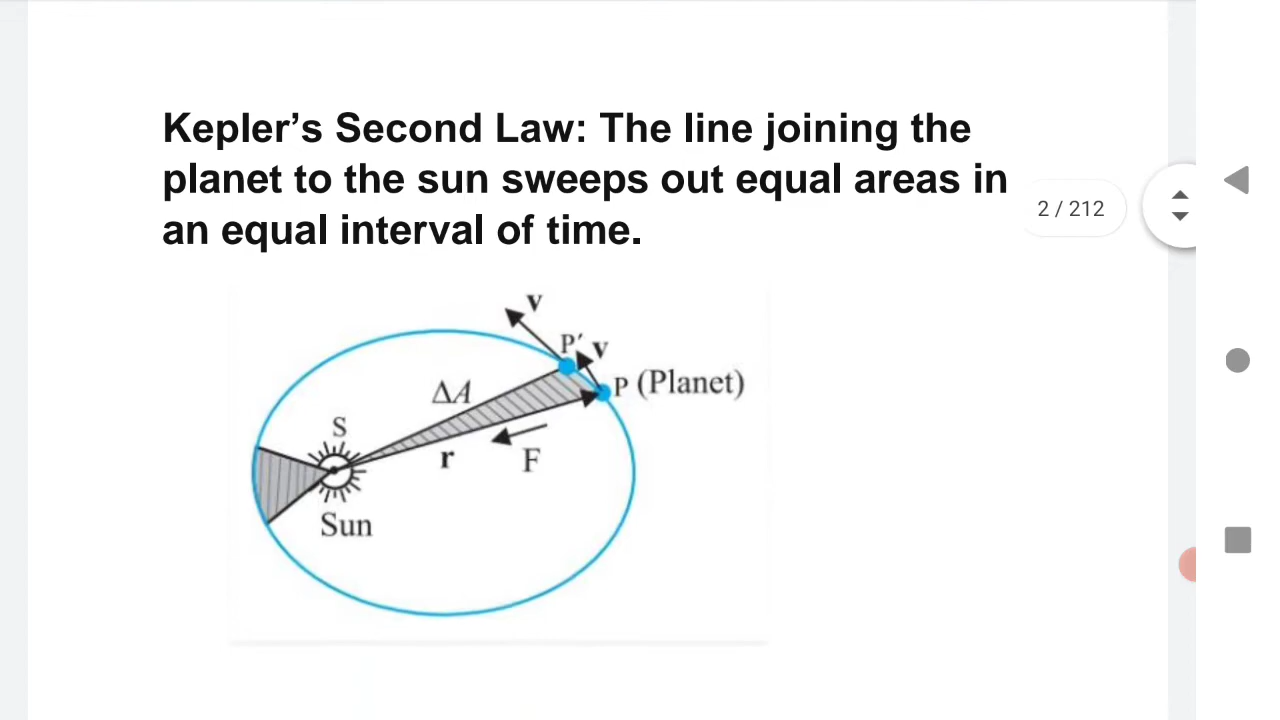 Kepler’s Second Law: The line joining the
planet to the sun sweeps out equal areas in
an equal interval of time.
2 / 212
v
P′ v
P (Planet)
ΔA
S
r
F
Sun